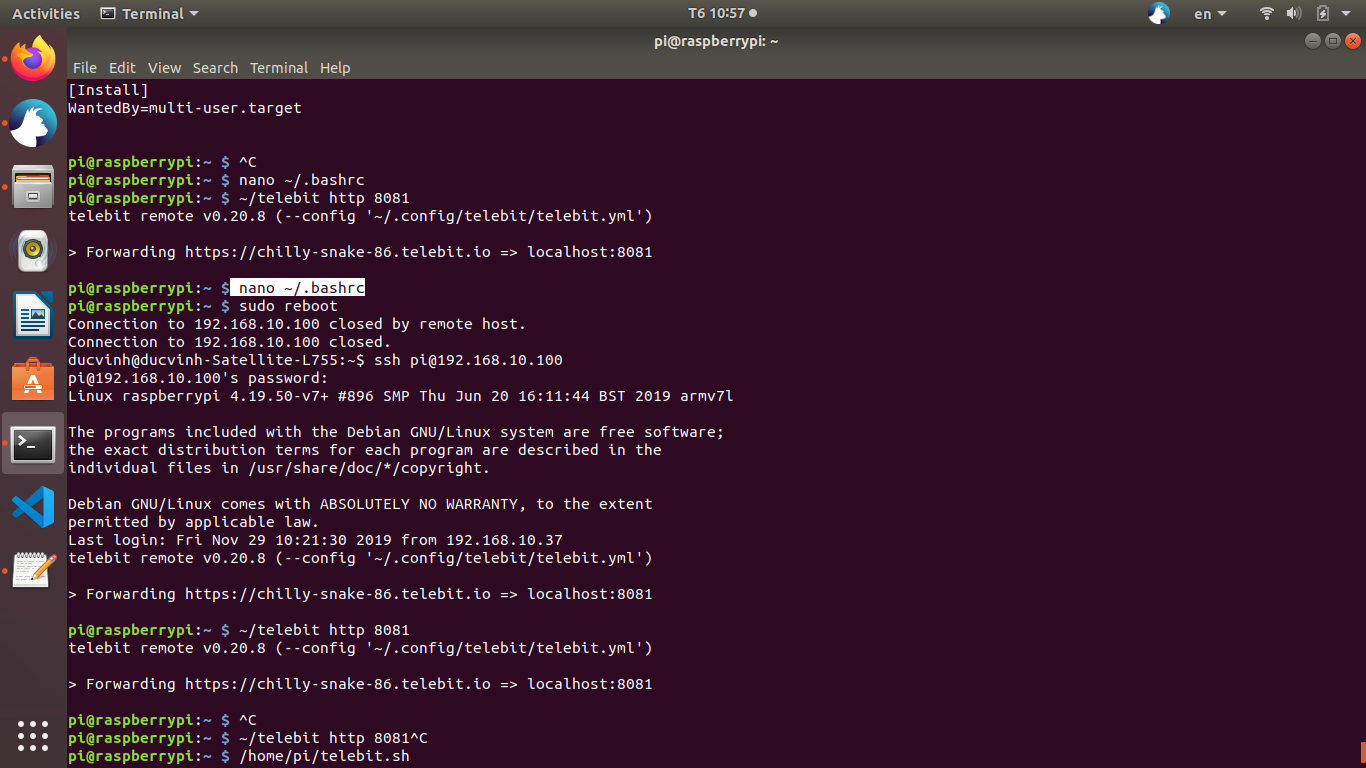 Activities
Terminal
T6 10:57
en
pi@raspberrypi: ~
File Edit View Search Terminal Help
[Install]
WantedBy=multi-user.target
pi@raspberrypi:~ $ ^C
pi@raspberrypi:~ $ nano ~/.bashrc
pi@raspberrypi:~ $ ~/telebit http 8081
telebit remote v0.20.8 (--config '~/.config/telebit/telebit.yml')
> Forwarding https://chilly-snake-86.telebit.io => localhost:8081
pi@raspberrypi:~ $ nano ~/.bashrc
pi@raspberrypi:~ $ sudo reboot
Connection to 192.168.10.100 closed by remote host.
Connection to 192.168.10.100 closed.
ducvinh@ducvinh-Satellite-L755:~$ ssh pi@192.168.10.100
pi@192.168.10.100's password:
Linux raspberrypi 4.19.50-v7+ #896 SMP Thu Jun 20 16:11:44 BST 2019 armv7l
The programs included with the Debian GNU/Linux system are free software;
the exact distribution terms for each program are described in the
individual files in /usr/share/doc/*/copyright.
Debian GNU/Linux comes with ABSOLUTELY NO WARRANTY, to the extent
permitted by applicable law.
Last login: Fri Nov 29 10:21:30 2019 from 192.168.10.37
telebit remote v0.20.8 (--config '~/.config/telebit/telebit.yml')
> Forwarding https://chilly-snake-86.telebit.io => localhost:8081
pi@raspberrypi:~ $ ~/telebit http 8081
telebit remote v0.20.8 (--config '~/.config/telebit/telebit.yml')
> Forwarding https://chilly-snake-86.telebit.io => localhost:8081
pi@raspberrypi:~ $ ^C
pi@raspberrypi:~ $ ~/telebit http 8081^C
pi@raspberrypi:~ $ /home/pi/telebit.sh